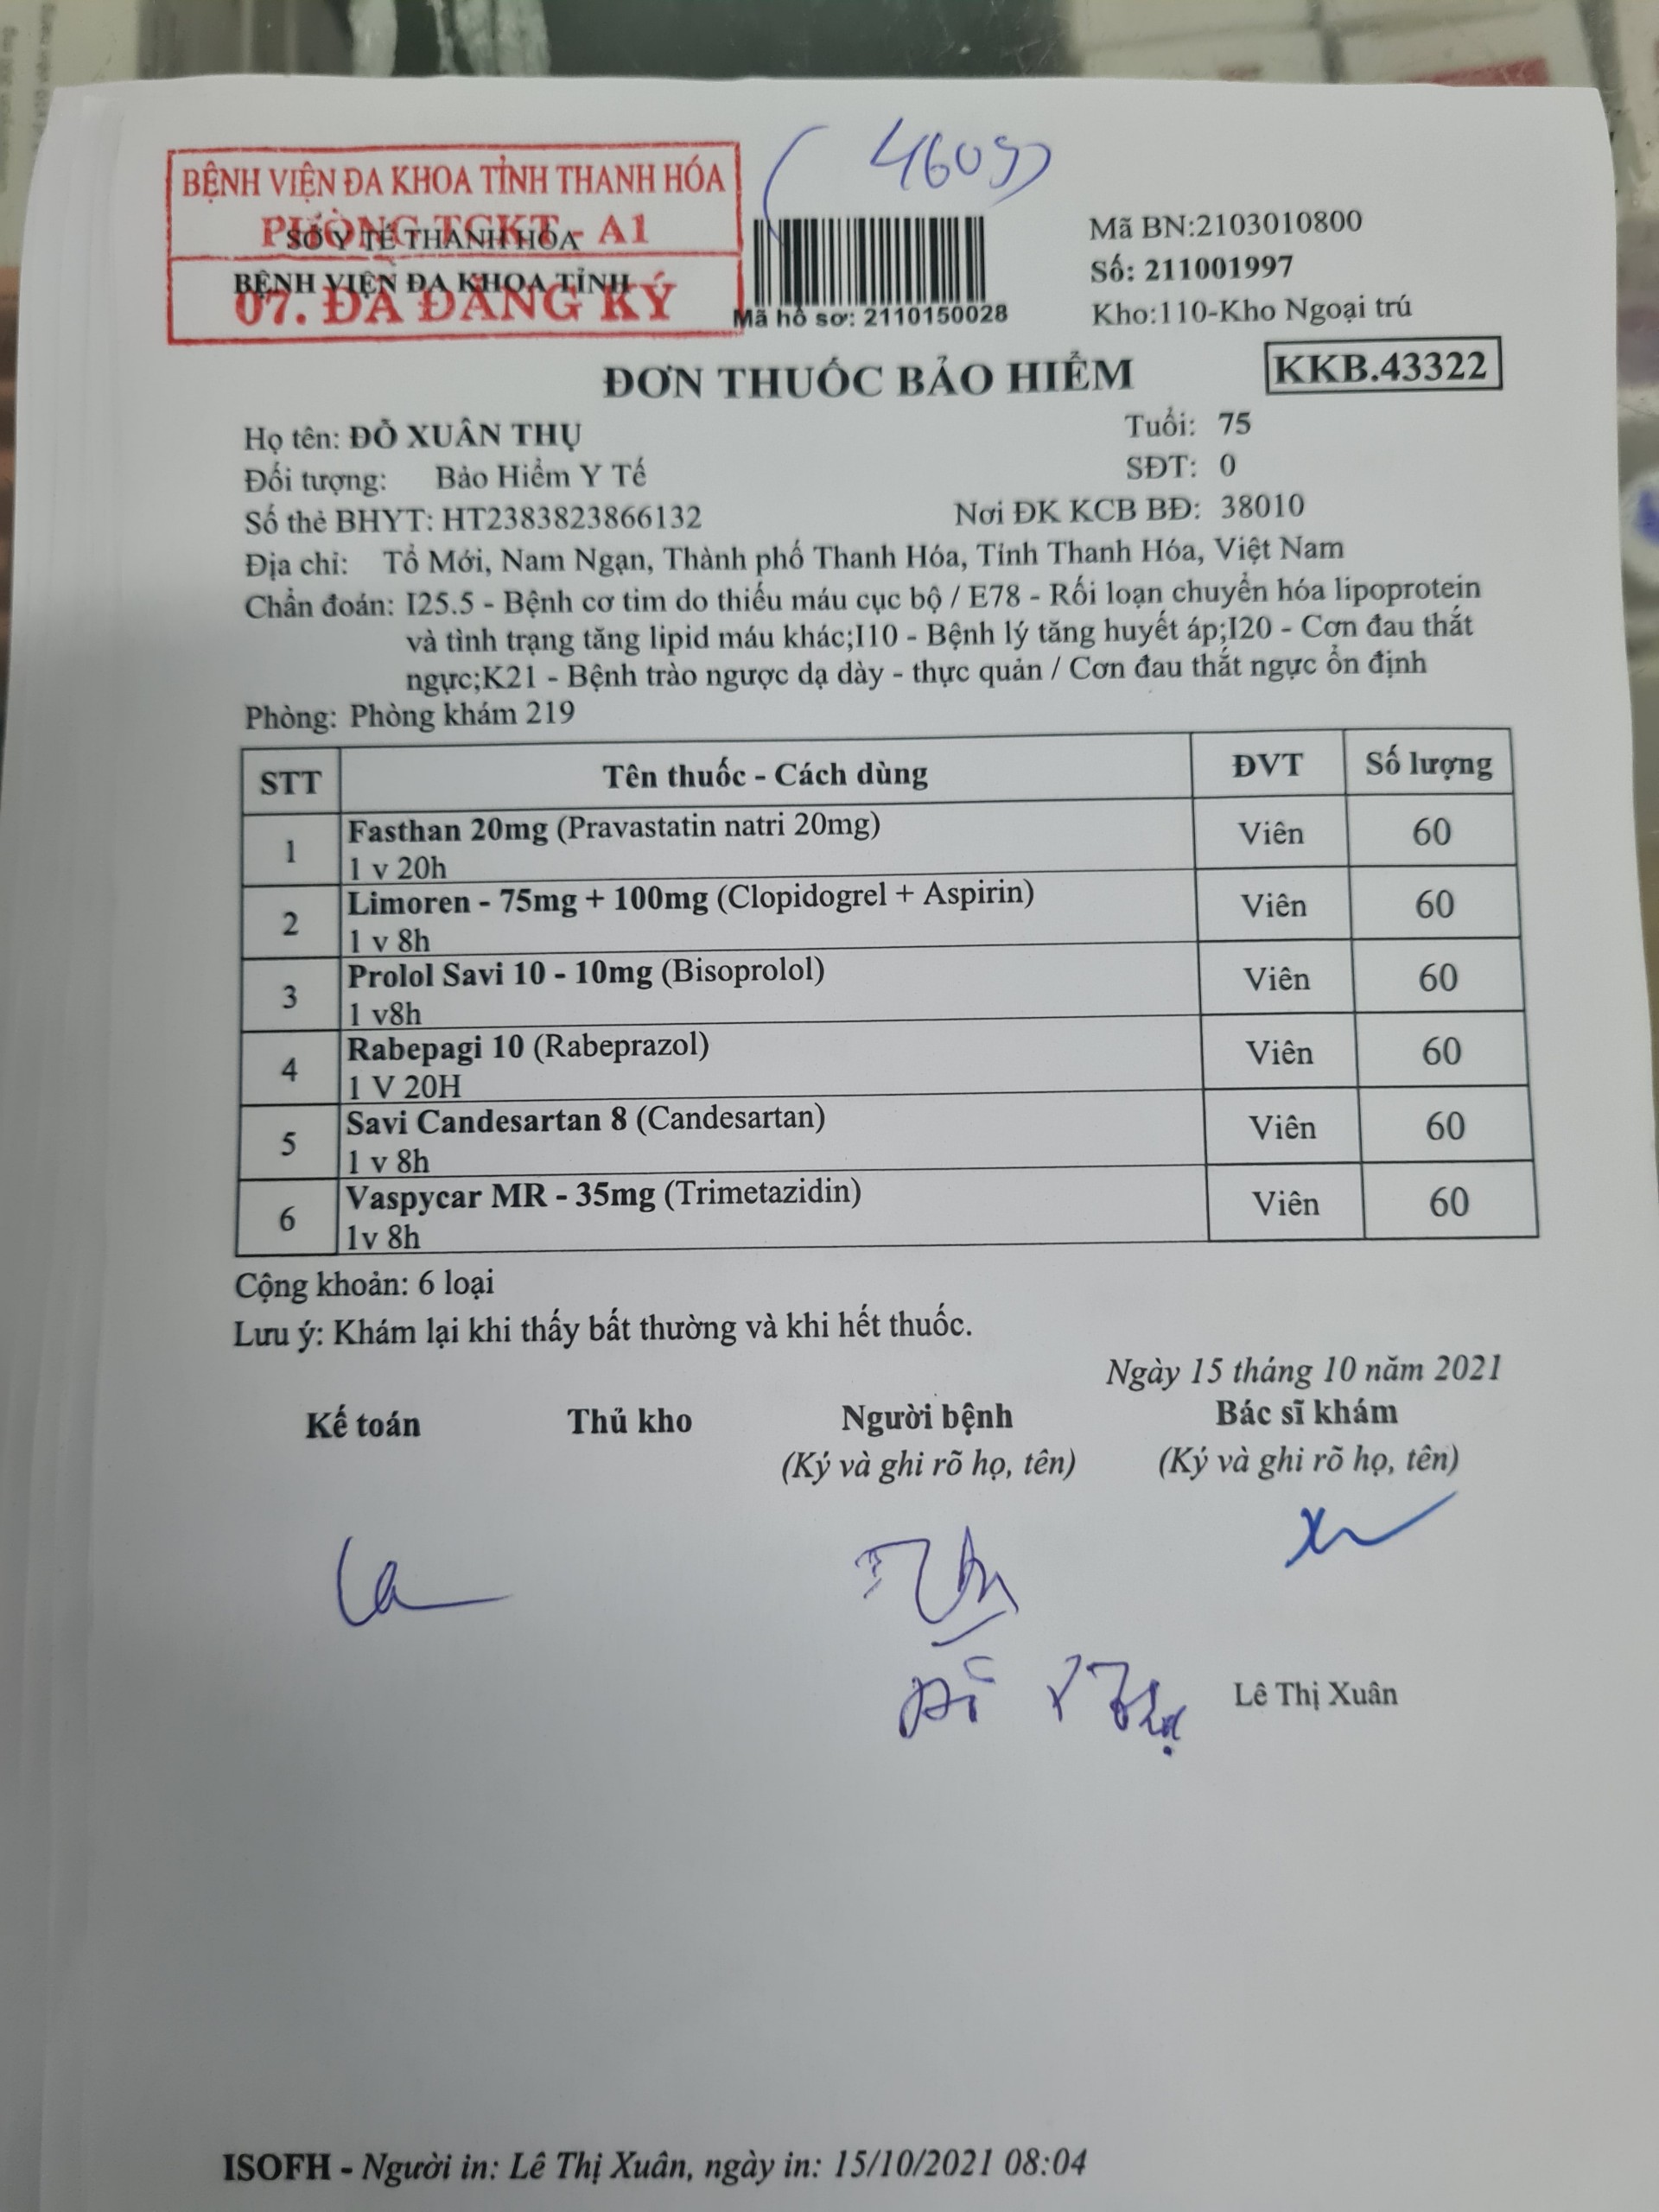 BỆNH VIỆN ĐA KHOA TỈNH THANH HÓA
PHÒNG TCKT - A1
SỞ Y TẾ THANH HÓA
BỆNH VIỆN ĐA KHOA TỈNH
07. ĐÃ ĐĂNG KÝ
Mã hồ sơ: 2110150028
Mã BN:2103010800
Số: 211001997
Kho:110-Kho Ngoại trú
ĐƠN THUỐC BẢO HIỂM
KKB.43322
Họ tên: ĐỖ XUÂN THỤ Tuổi: 75
Đối tượng: Bảo Hiểm Y Tế SĐT: 0
Số thẻ BHYT: HT2383823866132 Nơi ĐK KCB BĐ: 38010
Địa chỉ: Tổ Mới, Nam Ngạn, Thành phố Thanh Hóa, Tỉnh Thanh Hóa, Việt Nam
Chẩn đoán: I25.5 - Bệnh cơ tim do thiếu máu cục bộ / E78 - Rối loạn chuyển hóa lipoprotein
và tình trạng tăng lipid máu khác;I10 - Bệnh lý tăng huyết áp;I20 - Cơn đau thắt
ngực;K21 - Bệnh trào ngược dạ dày - thực quản / Cơn đau thắt ngực ổn định
Phòng: Phòng khám 219
STT Tên thuốc - Cách dùng ĐVT Số lượng
1 Fasthan 20mg (Pravastatin natri 20mg) Viên 60
1 v 20h
2 Limoren - 75mg + 100mg (Clopidogrel + Aspirin) Viên 60
1 v 8h
3 Prolol Savi 10 - 10mg (Bisoprolol) Viên 60
1 v8h
4 Rabepagi 10 (Rabeprazol) Viên 60
1 V 20H
5 Savi Candesartan 8 (Candesartan) Viên 60
1 v 8h
6 Vaspycar MR - 35mg (Trimetazidin) Viên 60
1v 8h
Cộng khoản: 6 loại
Lưu ý: Khám lại khi thấy bất thường và khi hết thuốc.
Ngày 15 tháng 10 năm 2021
Kế toán Thủ kho Người bệnh Bác sĩ khám
(Ký và ghi rõ họ, tên) (Ký và ghi rõ họ, tên)
Lê Thị Xuân
ISOFH - Người in: Lê Thị Xuân, ngày in: 15/10/2021 08:04